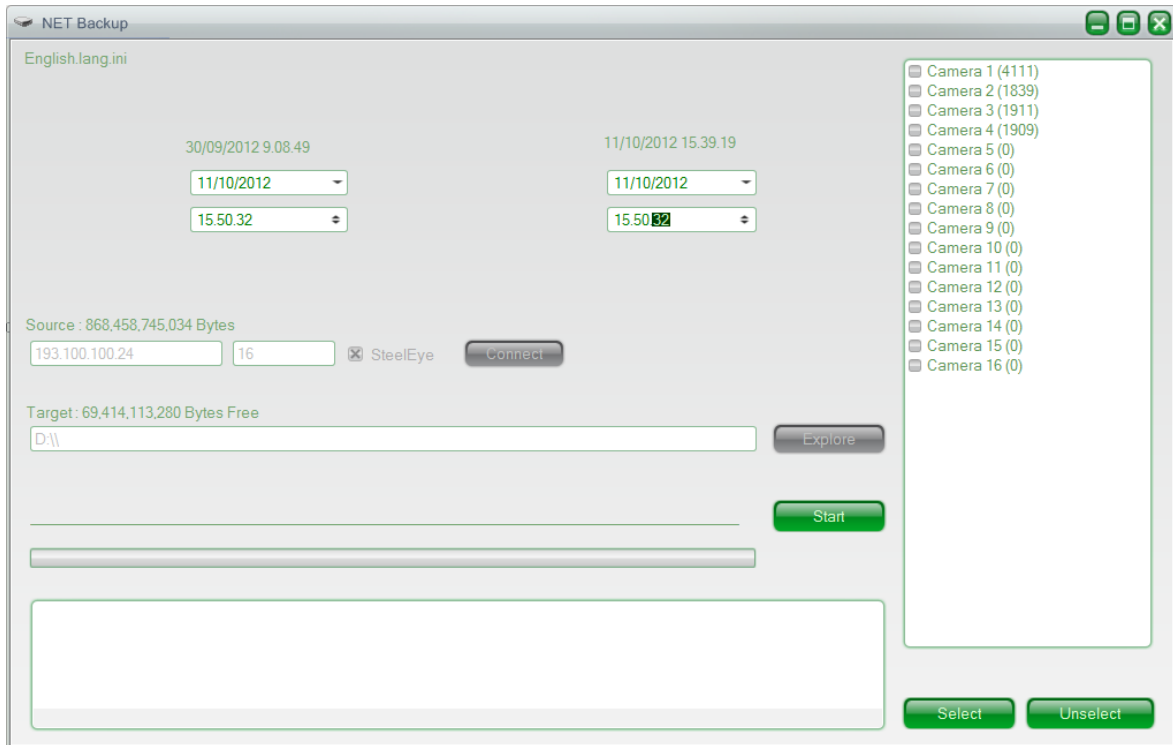 NET Backup
English.lang.ini
30/09/2012 9.08.49
11/10/2012 15.39.19
11/10/2012
11/10/2012
15.50.32
15.50.32
Source : 868,458,745,034 Bytes
193.100.100.24
16
SteelEye
Connect
Target : 69,414,113,280 Bytes Free
D:\\
Explore
Start
Camera 1 (4111)
Camera 2 (1839)
Camera 3 (1911)
Camera 4 (1909)
Camera 5 (0)
Camera 6 (0)
Camera 7 (0)
Camera 8 (0)
Camera 9 (0)
Camera 10 (0)
Camera 11 (0)
Camera 12 (0)
Camera 13 (0)
Camera 14 (0)
Camera 15 (0)
Camera 16 (0)
Select
Unselect